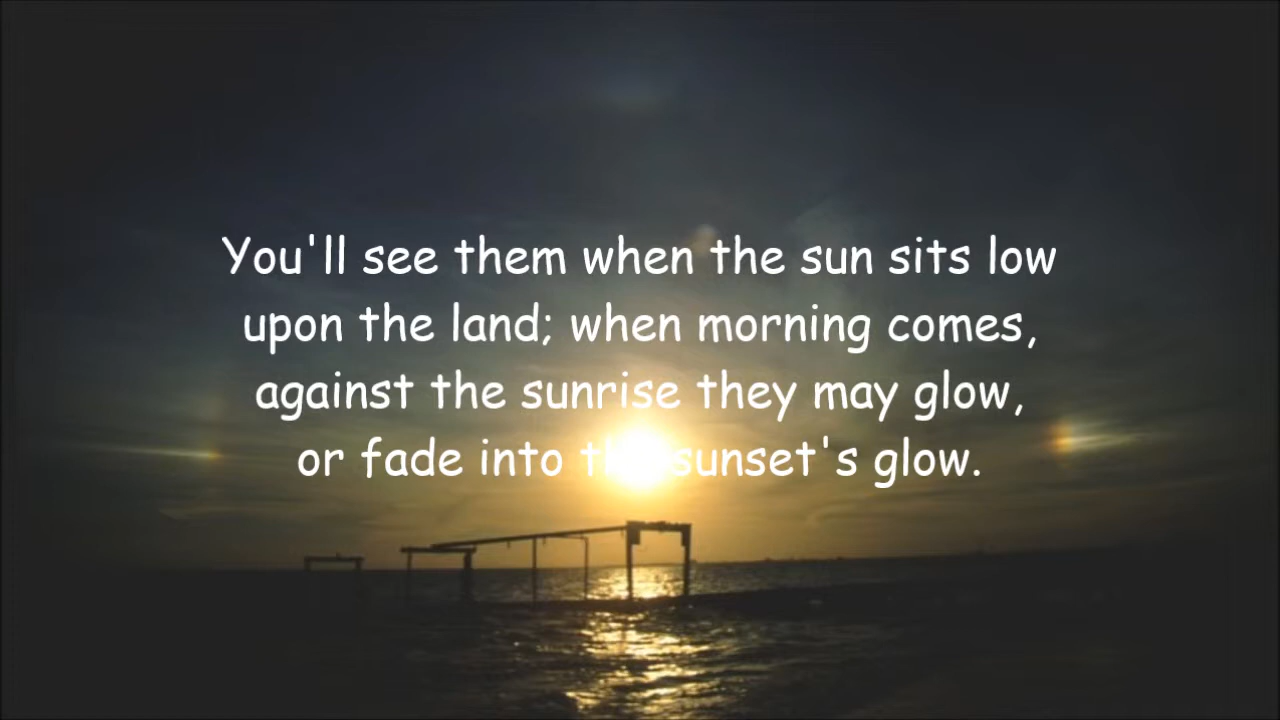 You'll see them when the sun sits low
upon the land; when morning comes,
against the sunrise they may glow,
or fade into the sunset's glow.